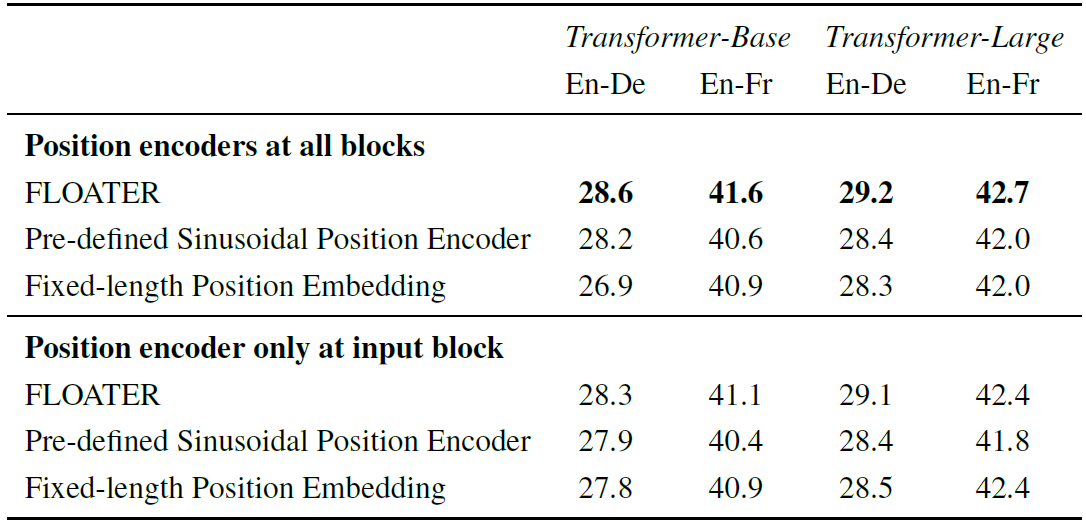 Transformer-Base Transformer-Large
En-De En-Fr En-De En-Fr
Position encoders at all blocks
FLOATER 28.6 41.6 29.2 42.7
Pre-defined Sinusoidal Position Encoder 28.2 40.6 28.4 42.0
Fixed-length Position Embedding 26.9 40.9 28.3 42.0
Position encoder only at input block
FLOATER 28.3 41.1 29.1 42.4
Pre-defined Sinusoidal Position Encoder 27.9 40.4 28.4 41.8
Fixed-length Position Embedding 27.8 40.9 28.5 42.4